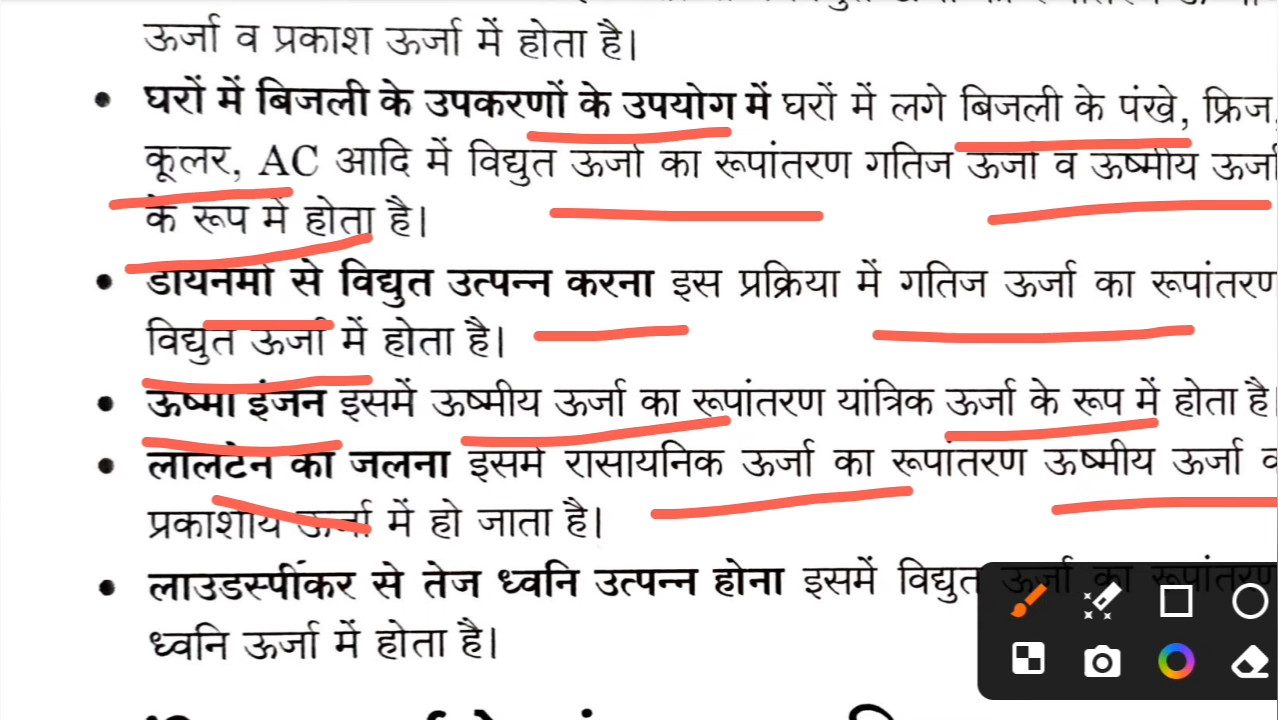 ऊर्जा व प्रकाश ऊर्जा में होता है।
• घरों में बिजली के उपकरणों के उपयोग में घरों में लगे बिजली के पंखे, फ्रिज,
कूलर, AC आदि में विद्युत ऊर्जा का रूपांतरण गतिज ऊर्जा व ऊष्मीय ऊर्जा
के रूप में होता है।
• डायनमो से विद्युत उत्पन्न करना इस प्रक्रिया में गतिज ऊर्जा का रूपांतरण
विद्युत ऊर्जा में होता है।
• ऊष्मा इंजन इसमें ऊष्मीय ऊर्जा का रूपांतरण यांत्रिक ऊर्जा के रूप में होता है।
• लालटेन का जलना इसमें रासायनिक ऊर्जा का रूपांतरण ऊष्मीय ऊर्जा व
प्रकाशीय ऊर्जा में हो जाता है।
• लाउडस्पीकर से तेज ध्वनि उत्पन्न होना इसमें विद्युत ऊर्जा का रूपांतरण
ध्वनि ऊर्जा में होता है।